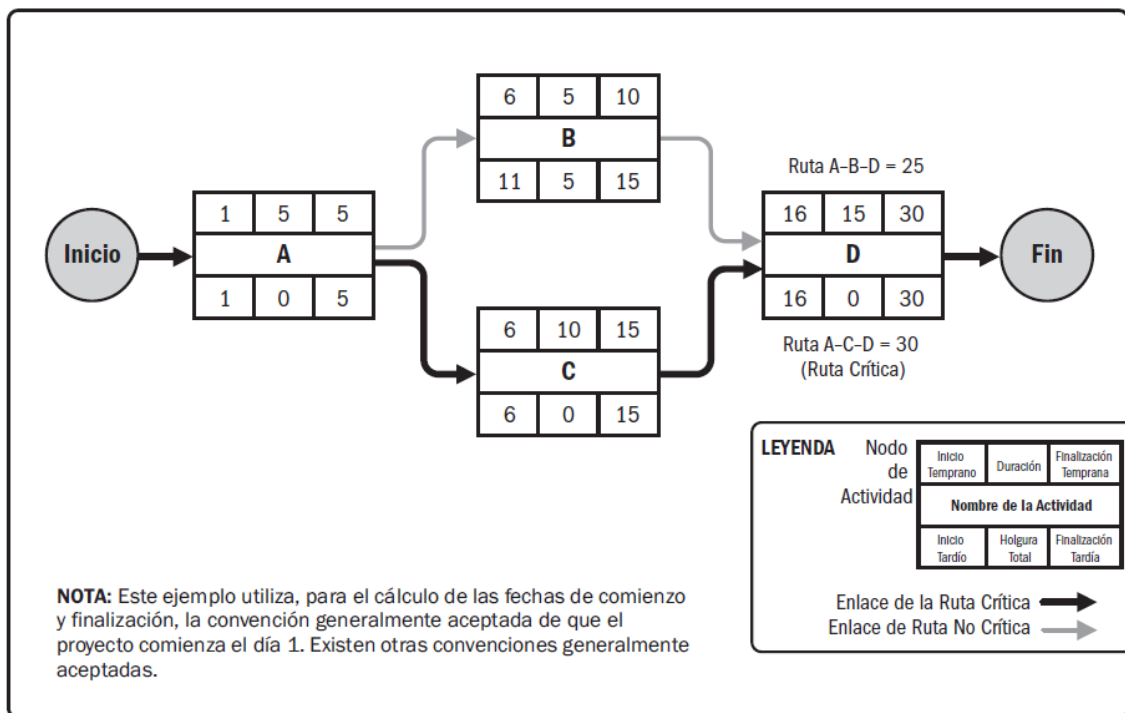 6 5 10
B
11 5 15
Ruta A–B–D = 25
1 5 5
A
1 0 5
16 15 30
D
16 0 30
Inicio
Fin
6 10 15
C
6 0 15
Ruta A–C–D = 30
(Ruta Crítica)
LEYENDA
Nodo
de
Actividad
Inicio
Temprano
Duración
Finalización
Temprana
Nombre de la Actividad
Inicio
Tardío
Holgura
Total
Finalización
Tardía
Enlace de la Ruta Crítica
Enlace de Ruta No Crítica
NOTA: Este ejemplo utiliza, para el cálculo de las fechas de comienzo
y finalización, la convención generalmente aceptada de que el
proyecto comienza el día 1. Existen otras convenciones generalmente
aceptadas.